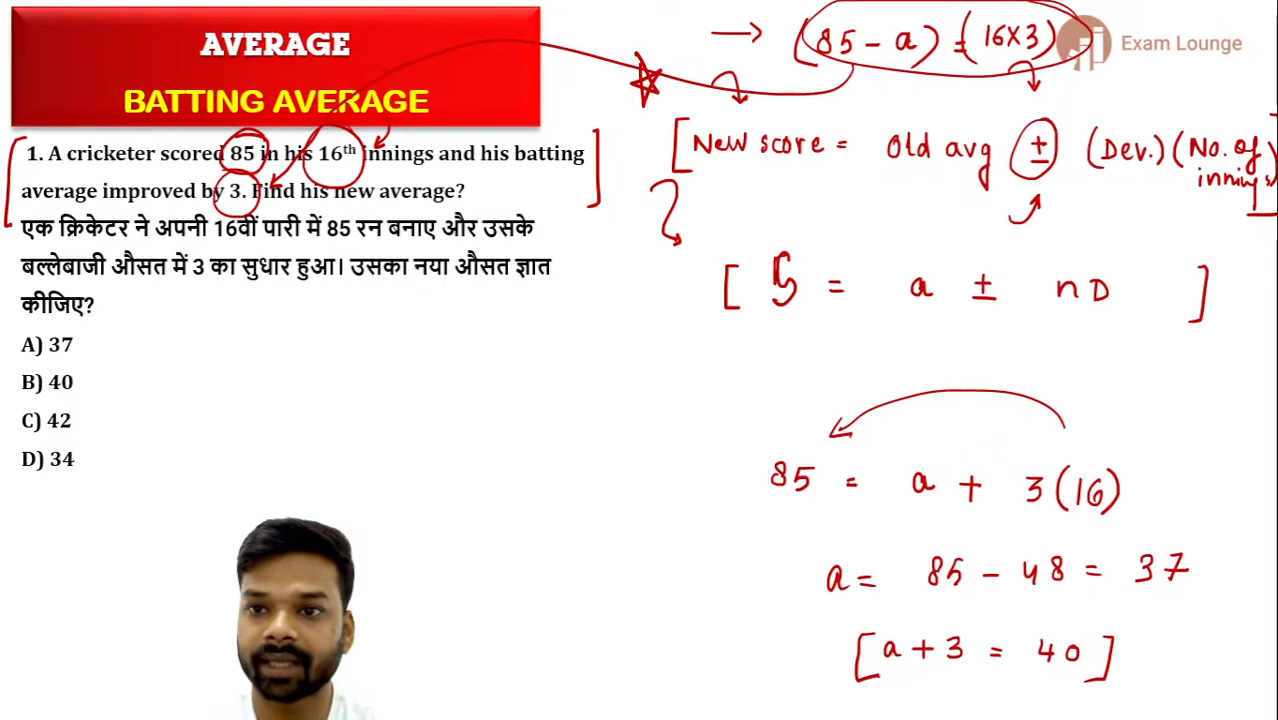 AVERAGE
BATTING AVERAGE
1. A cricketer scored 85 in his 16th innings and his batting
average improved by 3. Find his new average?
एक क्रिकेटर ने अपनी 16वीं पारी में 85 रन बनाए और उसके
बल्लेबाजी औसत में 3 का सुधार हुआ। उसका नया औसत ज्ञात
कीजिए?
A) 37
B) 40
C) 42
D) 34
→ (85 - a) = (16×3)
Exam Lounge
[New score = Old avg ± (Dev.) (No. of
innings)]
[ S = a ± n D ]
85 = a + 3(16)
a = 85 - 48 = 37
[a + 3 = 40]